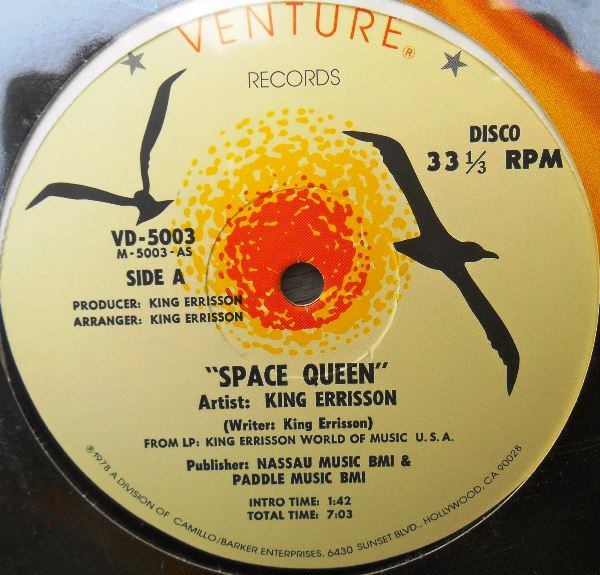 VENTURE®
RECORDS
DISCO
33 1/3 RPM
VD-5003
M-5003-AS
SIDE A
PRODUCER: KING ERRISSON
ARRANGER: KING ERRISSON
"SPACE QUEEN"
Artist: KING ERRISSON
(Writer: King Errisson)
FROM LP: KING ERRISSON WORLD OF MUSIC U.S.A.
Publisher: NASSAU MUSIC BMI &
PADDLE MUSIC BMI
INTRO TIME: 1:42
TOTAL TIME: 7:03
℗1978 A DIVISION OF CAMILLO/BARKER ENTERPRISES, 6430 SUNSET BLVD., HOLLYWOOD, CA 90028